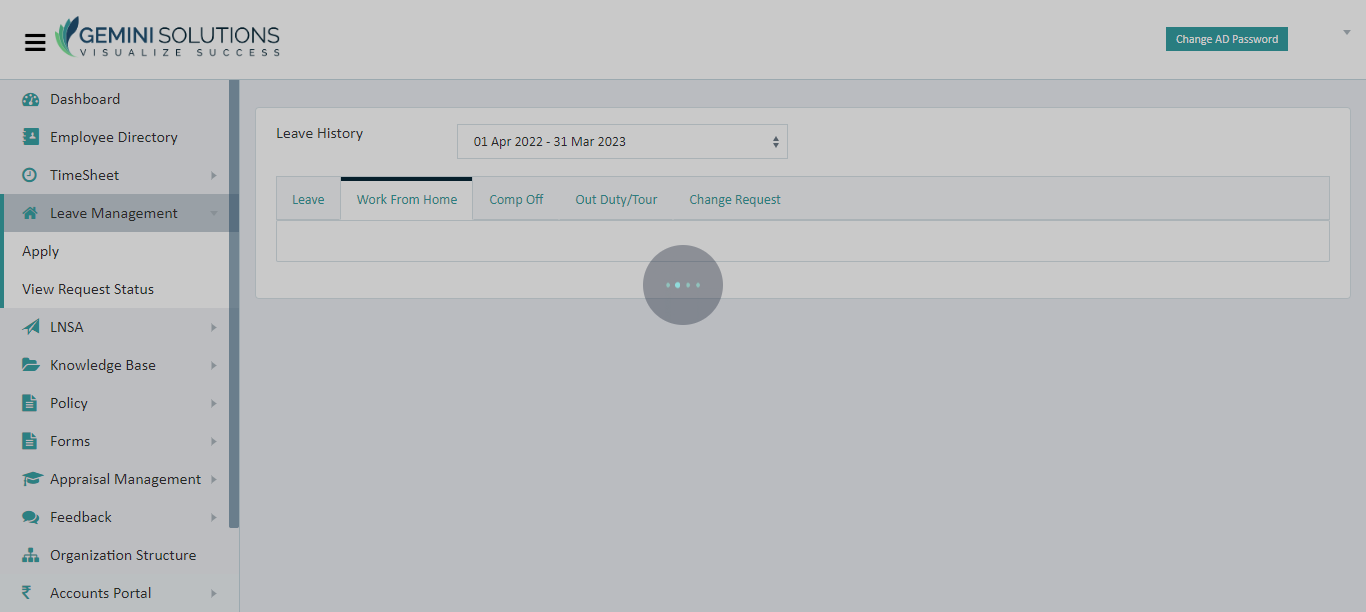 GEMINI SOLUTIONS
VISUALIZE SUCCESS
Change AD Password
Dashboard
Employee Directory
TimeSheet
Leave Management
Apply
View Request Status
LNSA
Knowledge Base
Policy
Forms
Appraisal Management
Feedback
Organization Structure
₹ Accounts Portal
Leave History
01 Apr 2022 - 31 Mar 2023
Leave Work From Home Comp Off Out Duty/Tour Change Request